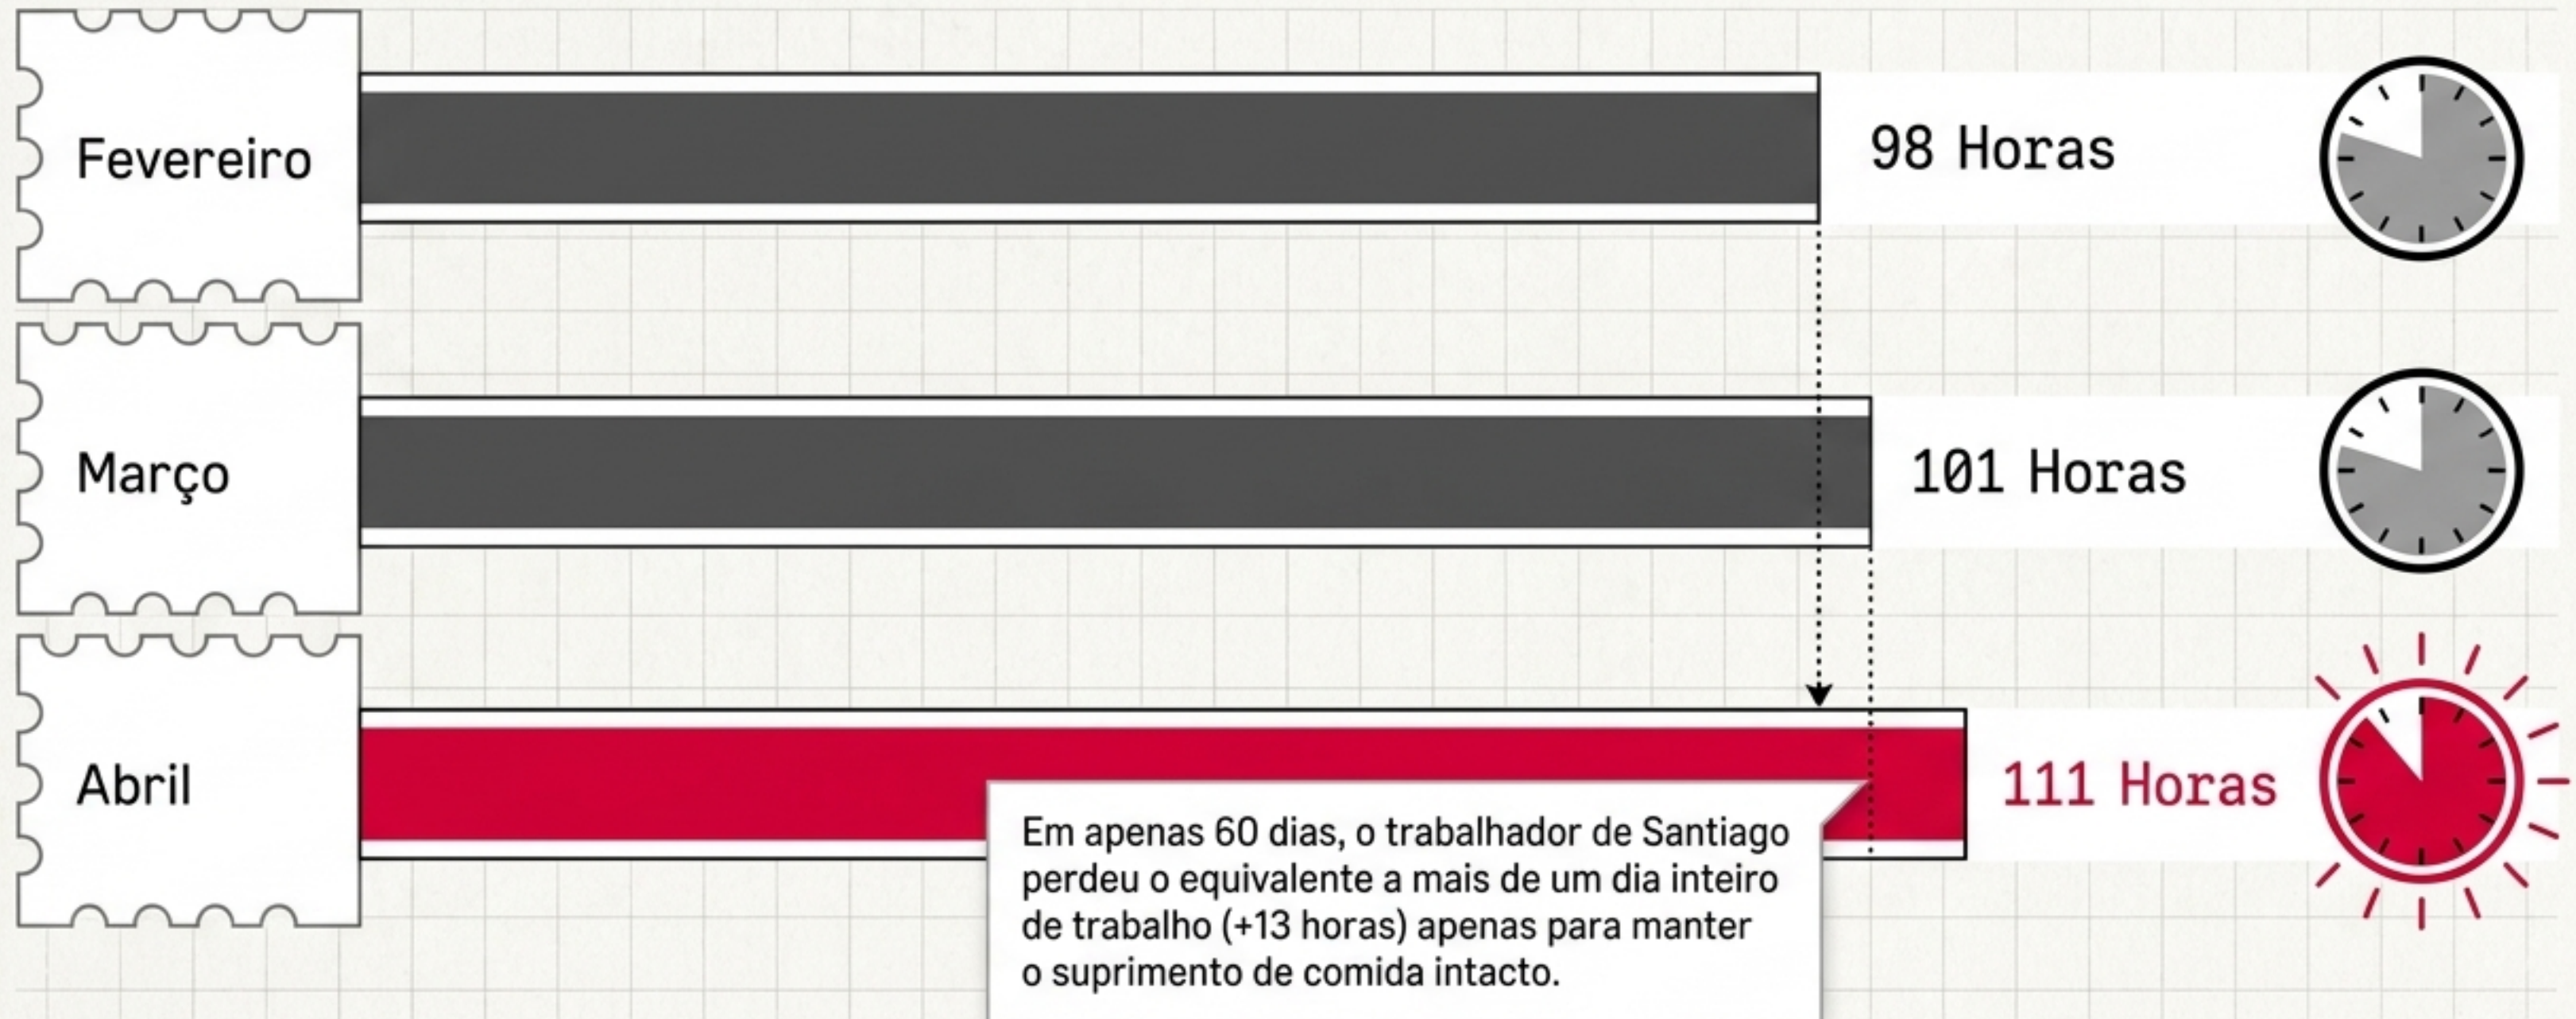 Fevereiro
98 Horas
Março
101 Horas
Abril
111 Horas
Em apenas 60 dias, o trabalhador de Santiago
perdeu o equivalente a mais de um dia inteiro
de trabalho (+13 horas) apenas para manter
o suprimento de comida intacto.